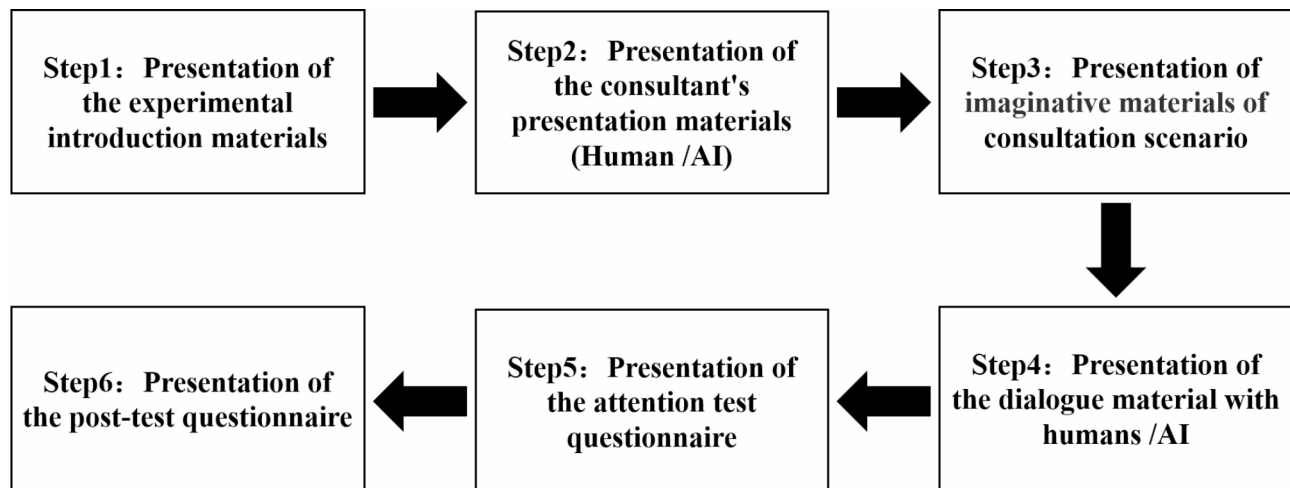 Step1：Presentation of
the experimental
introduction materials
Step2：Presentation of
the consultant's
presentation materials
(Human /AI)
Step3：Presentation of
imaginative materials of
consultation scenario
Step4：Presentation of
the dialogue material with
humans /AI
Step5：Presentation of
the attention test
questionnaire
Step6：Presentation of
the post-test questionnaire